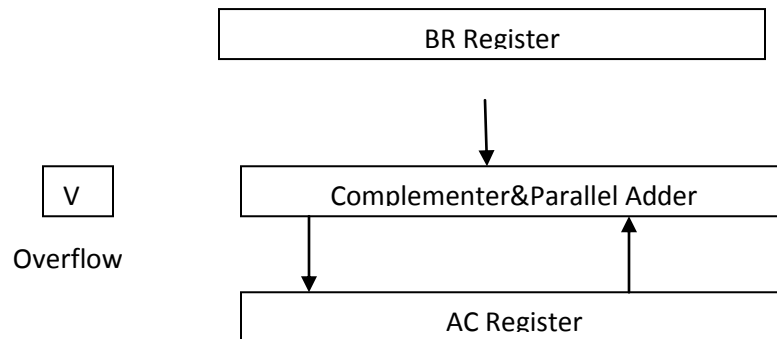 BR Register
V
Complementer&Parallel Adder
Overflow
AC Register